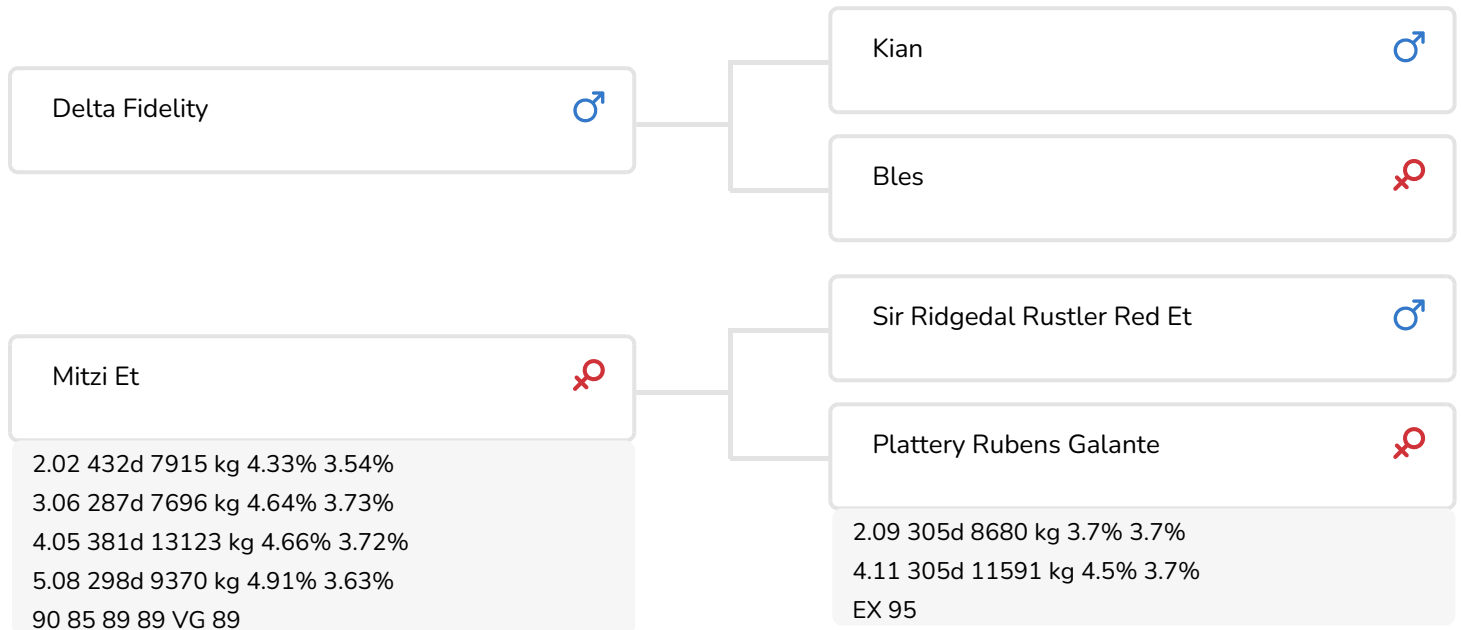 Delta Fidelity
Kian
Bles
Mitzi Et
2.02 432d 7915 kg 4.33% 3.54%
3.06 287d 7696 kg 4.64% 3.73%
4.05 381d 13123 kg 4.66% 3.72%
5.08 298d 9370 kg 4.91% 3.63%
90 85 89 89 VG 89
Sir Ridgedal Rustler Red Et
Plattery Rubens Galante
2.09 305d 8680 kg 3.7% 3.7%
4.11 305d 11591 kg 4.5% 3.7%
EX 95